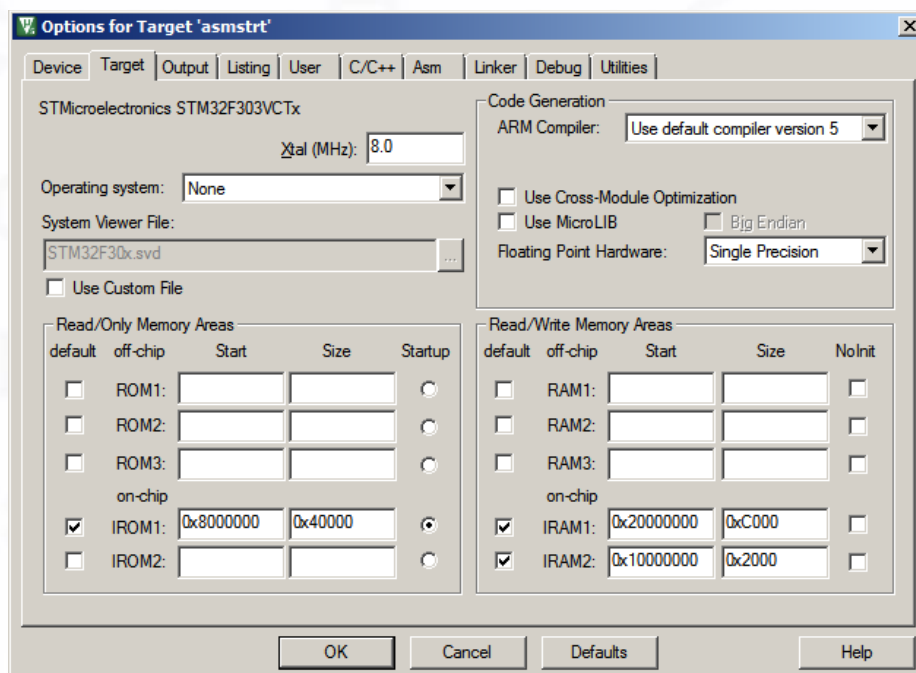 Options for Target 'asmstrt'
Device Target Output Listing User C/C++ Asm Linker Debug Utilities
STMicroelectronics STM32F303VCTx
Xtal (MHz): 8.0
Operating system: None
System Viewer File:
STM32F30x.svd ...
Use Custom File
Code Generation
ARM Compiler: Use default compiler version 5
Use Cross-Module Optimization
Use MicroLIB Big Endian
Floating Point Hardware: Single Precision
Read/Only Memory Areas
default off-chip Start Size Startup
ROM1:
ROM2:
ROM3:
on-chip
IROM1: 0x8000000 0x40000
IROM2:
Read/Write Memory Areas
default off-chip Start Size NoInit
RAM1:
RAM2:
RAM3:
on-chip
IRAM1: 0x20000000 0xC000
IRAM2: 0x10000000 0x2000
OK Cancel Defaults Help